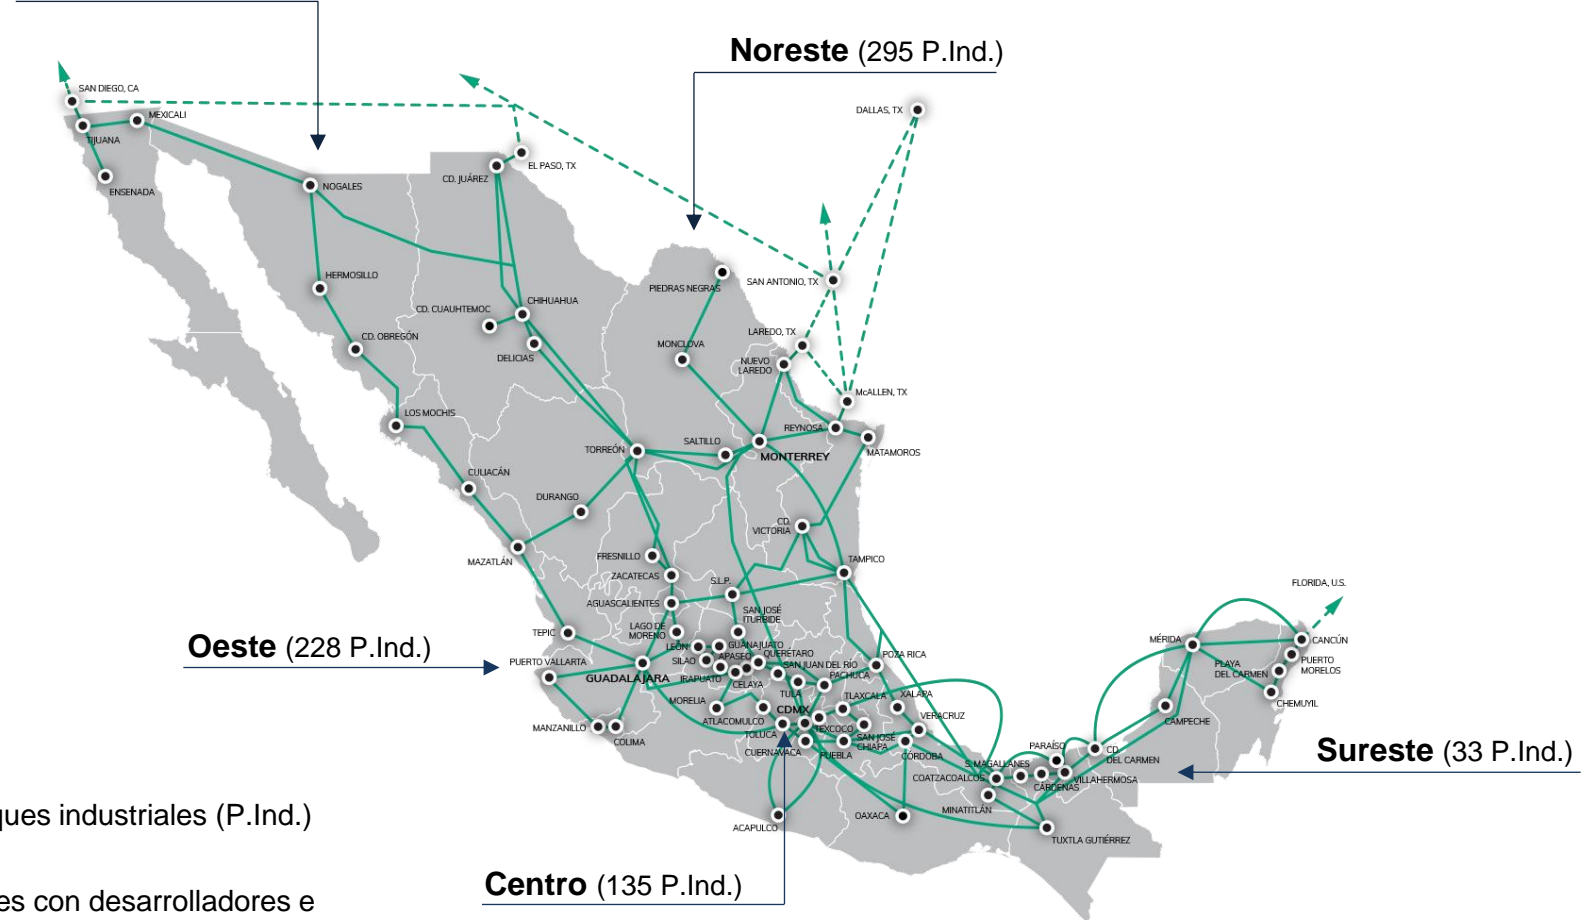 Noreste (295 P.Ind.)
SAN DIEGO, CA
MEXICALI
TIJUANA
ENSENADA
NOGALES
CD. JUÁREZ
EL PASO, TX
DALLAS, TX
HERMOSILLO
CD. OBREGÓN
CD. CUAUHTEMOC
CHIHUAHUA
DELICIAS
PIEDRAS NEGRAS
SAN ANTONIO, TX
MONCLOVA
LAREDO, TX
NUEVO
LAREDO
McALLEN, TX
LOS MOCHIS
REYNOSA
MATAMOROS
TORREÓN
SALTILLO
MONTERREY
CULIACÁN
DURANGO
CD.
VICTORIA
MAZATLÁN
FRESNILLO
ZACATECAS
TAMPICO
S.L.P.
AGUASCALIENTES
SAN JOSÉ
ITURBIDE
FLORIDA, U.S.
TEPIC
LAGO DE
MORENO
LEÓN
GUANAJUATO
SILAO
APASEO
QUERÉTARO
Oeste (228 P.Ind.)
PUERTO VALLARTA
GUADALAJARA
IRAPUATO
CELAYA
SAN JUAN DEL RÍO
PACHUCA
POZA RICA
TULA
MÉRIDA
CANCÚN
PLAYA
DEL CARMEN
PUERTO
MORELOS
CHEMUYIL
MORELIA
ATLACOMULCO
CDMX
TLAXCALA
XALAPA
MANZANILLO
COLIMA
TOLUCA
TEXCOCO
VERACRUZ
CUERNAVACA
PUEBLA
SAN JOSÉ
CHIAPA
CÓRDOBA
CAMPECHE
PARAÍSO
CD.
DEL CARMEN
Sureste (33 P.Ind.)
S. MAGALLANES
COATZACOALCOS
CÁRDENAS
VILLAHERMOSA
MINATITLÁN
ACAPULCO
OAXACA
TUXTLA GUTIÉRREZ
ques industriales (P.Ind.)
Centro (135 P.Ind.)
es con desarrolladores e